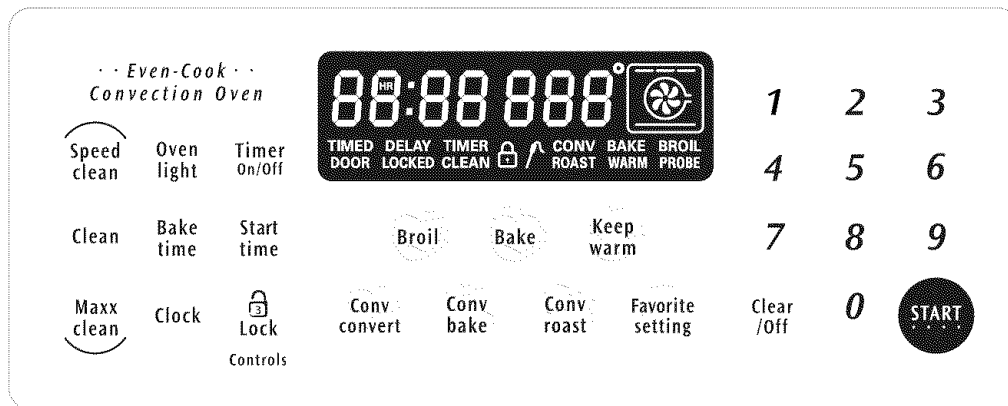 · · Even-Cook · ·
Convection Oven
Speed
clean
Oven
light
Timer
On/Off
Clean
Bake
time
Start
time
Maxx
clean
Clock
3
Lock
Controls
88:88 888°
HR
TIMED DELAY TIMER CONV BAKE BROIL
DOOR LOCKED CLEAN ROAST WARM PROBE
Broil
Bake
Keep
warm
Conv
convert
Conv
bake
Conv
roast
Favorite
setting
1 2 3
4 5 6
7 8 9
Clear
/Off
0
START